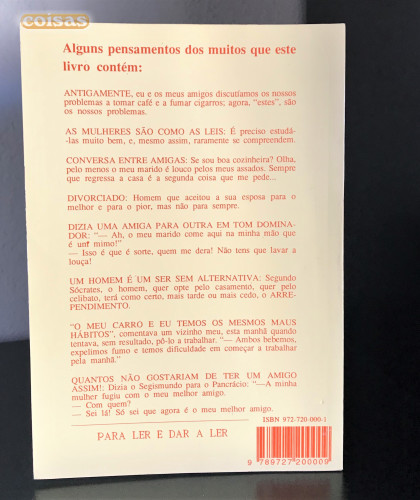 coisas
Alguns pensamentos dos muitos que este
livro contém:
ANTIGAMENTE, eu e os meus amigos discutíamos os nossos
problemas a tomar café e a fumar cigarros; agora, “estes”, são
os nossos problemas.
AS MULHERES SÃO COMO AS LEIS: É preciso estudá-
-las muito bem, e, mesmo assim, raramente se compreendem.
CONVERSA ENTRE AMIGAS: Se sou boa cozinheira? Olha,
pelo menos o meu marido é louco pelos meus assados. Sempre
que regressa a casa é a segunda coisa que me pede...
DIVORCIADO: Homem que aceitou a sua esposa para o
melhor e para o pior, mas não para sempre.
DIZIA UMA AMIGA PARA OUTRA EM TOM DOMINA-
DOR: “— Ah, o meu marido come aqui na minha mão que
é um mimo!”
— Isso é que é sorte, quem me dera! Não tens que lavar a
louça!
UM HOMEM É UM SER SEM ALTERNATIVA: Segundo
Sócrates, o homem, quer opte pelo casamento, quer pelo
celibato, terá como certo, mais tarde ou mais cedo, o ARRE-
PENDIMENTO.
“O MEU CARRO E EU TEMOS OS MESMOS MAUS
HÁBITOS”, comentava um vizinho meu, esta manhã quando
tentava, sem resultado, pô-lo a trabalhar. “— Ambos bebemos,
expelimos fumo e temos dificuldade em começar a trabalhar
pela manhã.”
QUANTOS NÃO GOSTARIAM DE TER UM AMIGO
ASSIM!: Dizia o Segismundo para o Pancrácio: “—A minha
mulher fugiu com o meu melhor amigo.
— Com quem?
— Sei lá! Só sei que agora é o meu melhor amigo.
ISBN 972-720-000-1
PARA LER E DAR A LER
9 789727 200009